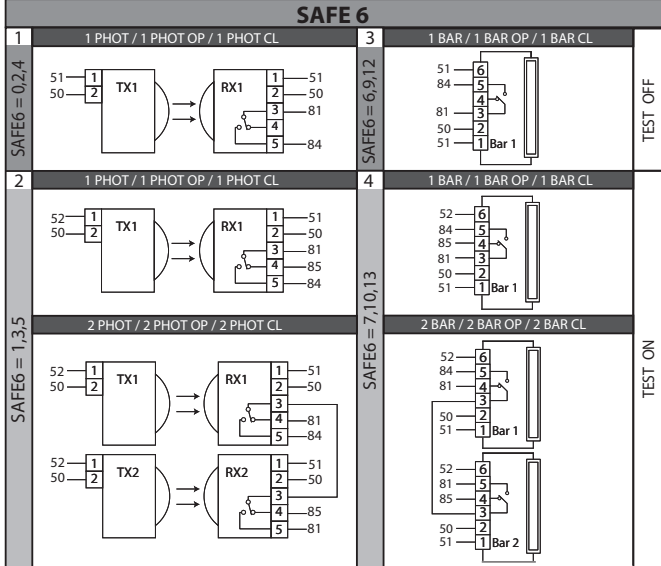 SAFE 6
1
1 PHOT / 1 PHOT OP / 1 PHOT CL
SAFE6 = 0,2,4
51 1
50 2
TX1
RX1
1 51
2 50
3 81
4
5 84
3
1 BAR / 1 BAR OP / 1 BAR CL
SAFE6 = 6,9,12
51 6
84 5
4
81 3
50 2
51 1 Bar 1
TEST OFF
2
1 PHOT / 1 PHOT OP / 1 PHOT CL
SAFE6 = 1,3,5
52 1
50 2
TX1
RX1
1 51
2 50
3 81
4 85
5 84
2 PHOT / 2 PHOT OP / 2 PHOT CL
52 1
50 2
TX1
RX1
1 51
2 50
3
4 81
5 84
52 1
50 2
TX2
RX2
1 51
2 50
3
4 85
5 81
4
1 BAR / 1 BAR OP / 1 BAR CL
SAFE6 = 7,10,13
52 6
84 5
85 4
81 3
50 2
51 1 Bar 1
2 BAR / 2 BAR OP / 2 BAR CL
52 6
84 5
81 4
3
50 2
51 1 Bar 1
52 6
81 5
85 4
3
50 2
51 1 Bar 2
TEST ON